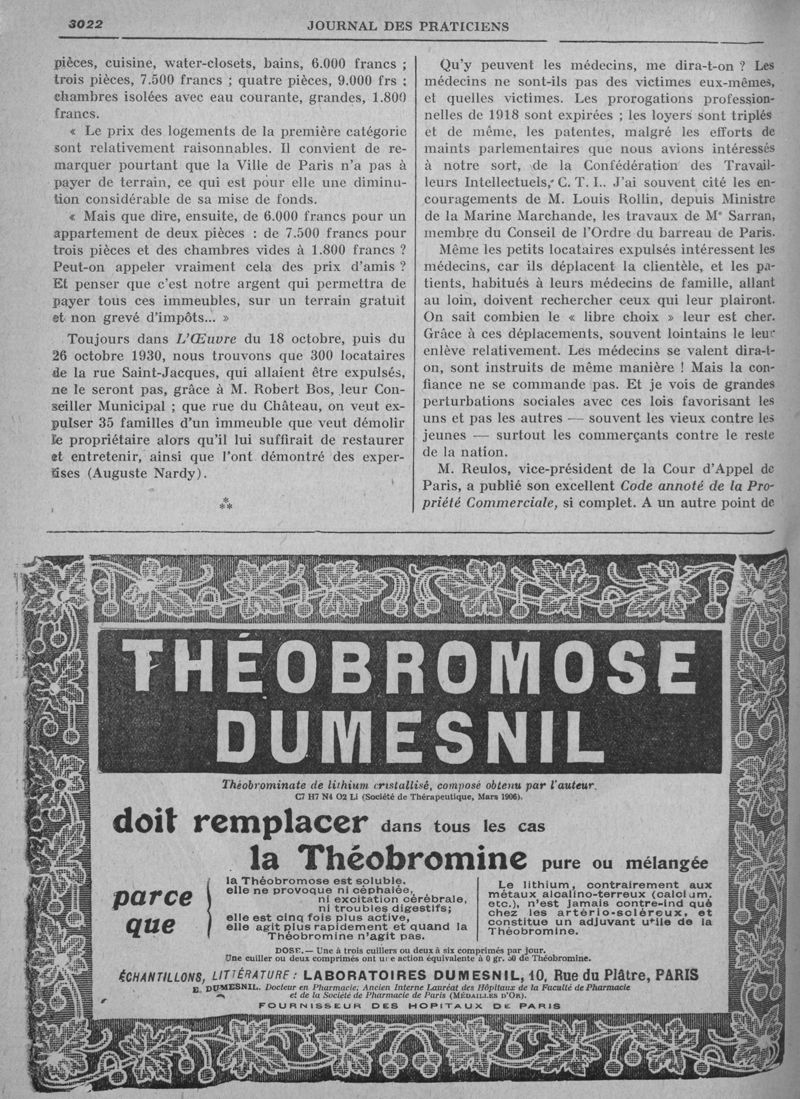 3022
JOURNAL DES PRATICIENS
pièces, cuisine, water-closets, bains, 6.000 francs ;
trois pièces, 7.500 francs ; quatre pièces, 9.000 frs ;
chambres isolées avec eau courante, grandes, 1.800
francs.
« Le prix des logements de la première catégorie
sont relativement raisonnables. Il convient de re-
marquer pourtant que la Ville de Paris n'a pas à
payer de terrain, ce qui est pour elle une diminu-
tion considérable de sa mise de fonds.
« Mais que dire, ensuite, de 6.000 francs pour un
appartement de deux pièces : de 7.500 francs pour
trois pièces et des chambres vides à 1.800 francs ?
Peut-on appeler vraiment cela des prix d'amis ?
Et penser que c'est notre argent qui permettra de
payer tous ces immeubles, sur un terrain gratuit
et non grevé d'impôts... »
Toujours dans L'Œuvre du 18 octobre, puis du
26 octobre 1930, nous trouvons que 300 locataires
de la rue Saint-Jacques, qui allaient être expulsés,
ne le seront pas, grâce à M. Robert Bos, leur Con-
seiller Municipal ; que rue du Château, on veut ex-
pulser 35 familles d'un immeuble que veut démolir
le propriétaire alors qu'il lui suffirait de restaurer
et entretenir, ainsi que l'ont démontré des exper-
tises (Auguste Nardy).
*
**
Qu'y peuvent les médecins, me dira-t-on ? Les
médecins ne sont-ils pas des victimes eux-mêmes,
et quelles victimes. Les prorogations profession-
nelles de 1918 sont expirées ; les loyers sont triplés
et de même, les patentes, malgré les efforts de
maints parlementaires que nous avions intéressés
à notre sort, de la Confédération des Travail-
leurs Intellectuels, C. T. I.. J'ai souvent cité les en-
couragements de M. Louis Rollin, depuis Ministre
de la Marine Marchande, les travaux de Me Sarran,
membre du Conseil de l'Ordre du barreau de Paris.
Même les petits locataires expulsés intéressent les
médecins, car ils déplacent la clientèle, et les pa-
tients, habitués à leurs médecins de famille, allant
au loin, doivent rechercher ceux qui leur plairont.
On sait combien le « libre choix » leur est cher.
Grâce à ces déplacements, souvent lointains le leur
enlève relativement. Les médecins se valent dira-t-
on, sont instruits de même manière ! Mais la con-
fiance ne se commande pas. Et je vois de grandes
perturbations sociales avec ces lois favorisant les
uns et pas les autres — souvent les vieux contre les
jeunes — surtout les commerçants contre le reste
de la nation.
M. Reulos, vice-président de la Cour d'Appel de
Paris, a publié son excellent Code annoté de la Pro-
priété Commerciale, si complet. A un autre point de
THÉOBROMOSE
DUMESNIL
Théobrominate de lithium cristallisé, composé obtenu par l'auteur.
C7 H7 N4 O2 Li (Société de Thérapeutique, Mars 1906).
doit remplacer dans tous les cas
la Théobromine pure ou mélangée
parce
que
la Théobromose est soluble.
elle ne provoque ni céphalée,
ni excitation cérébrale,
ni troubles digestifs;
elle est cinq fois plus active,
elle agit plus rapidement et quand la
Théobromine n'agit pas.
Le lithium, contrairement aux
métaux alcalino-terreux (calcium.
etc.), n'est jamais contre-indiqué
chez les artério-scléreux, et
constitue un adjuvant utile de la
Théobromine.
DOSE. — Une à trois cuillers ou deux à six comprimés par jour.
Une cuiller ou deux comprimés ont une action équivalente à 0 gr. 50 de Théobromine.
ÉCHANTILLONS, LITTÉRATURE : LABORATOIRES DUMESNIL, 10, Rue du Plâtre, PARIS
E. DUMESNIL. Docteur en Pharmacie; Ancien Interne Lauréat des Hôpitaux de la Faculté de Pharmacie
et de la Société de Pharmacie de Paris (MÉDAILLES D'OR).
FOURNISSEUR DES HOPITAUX DE PARIS